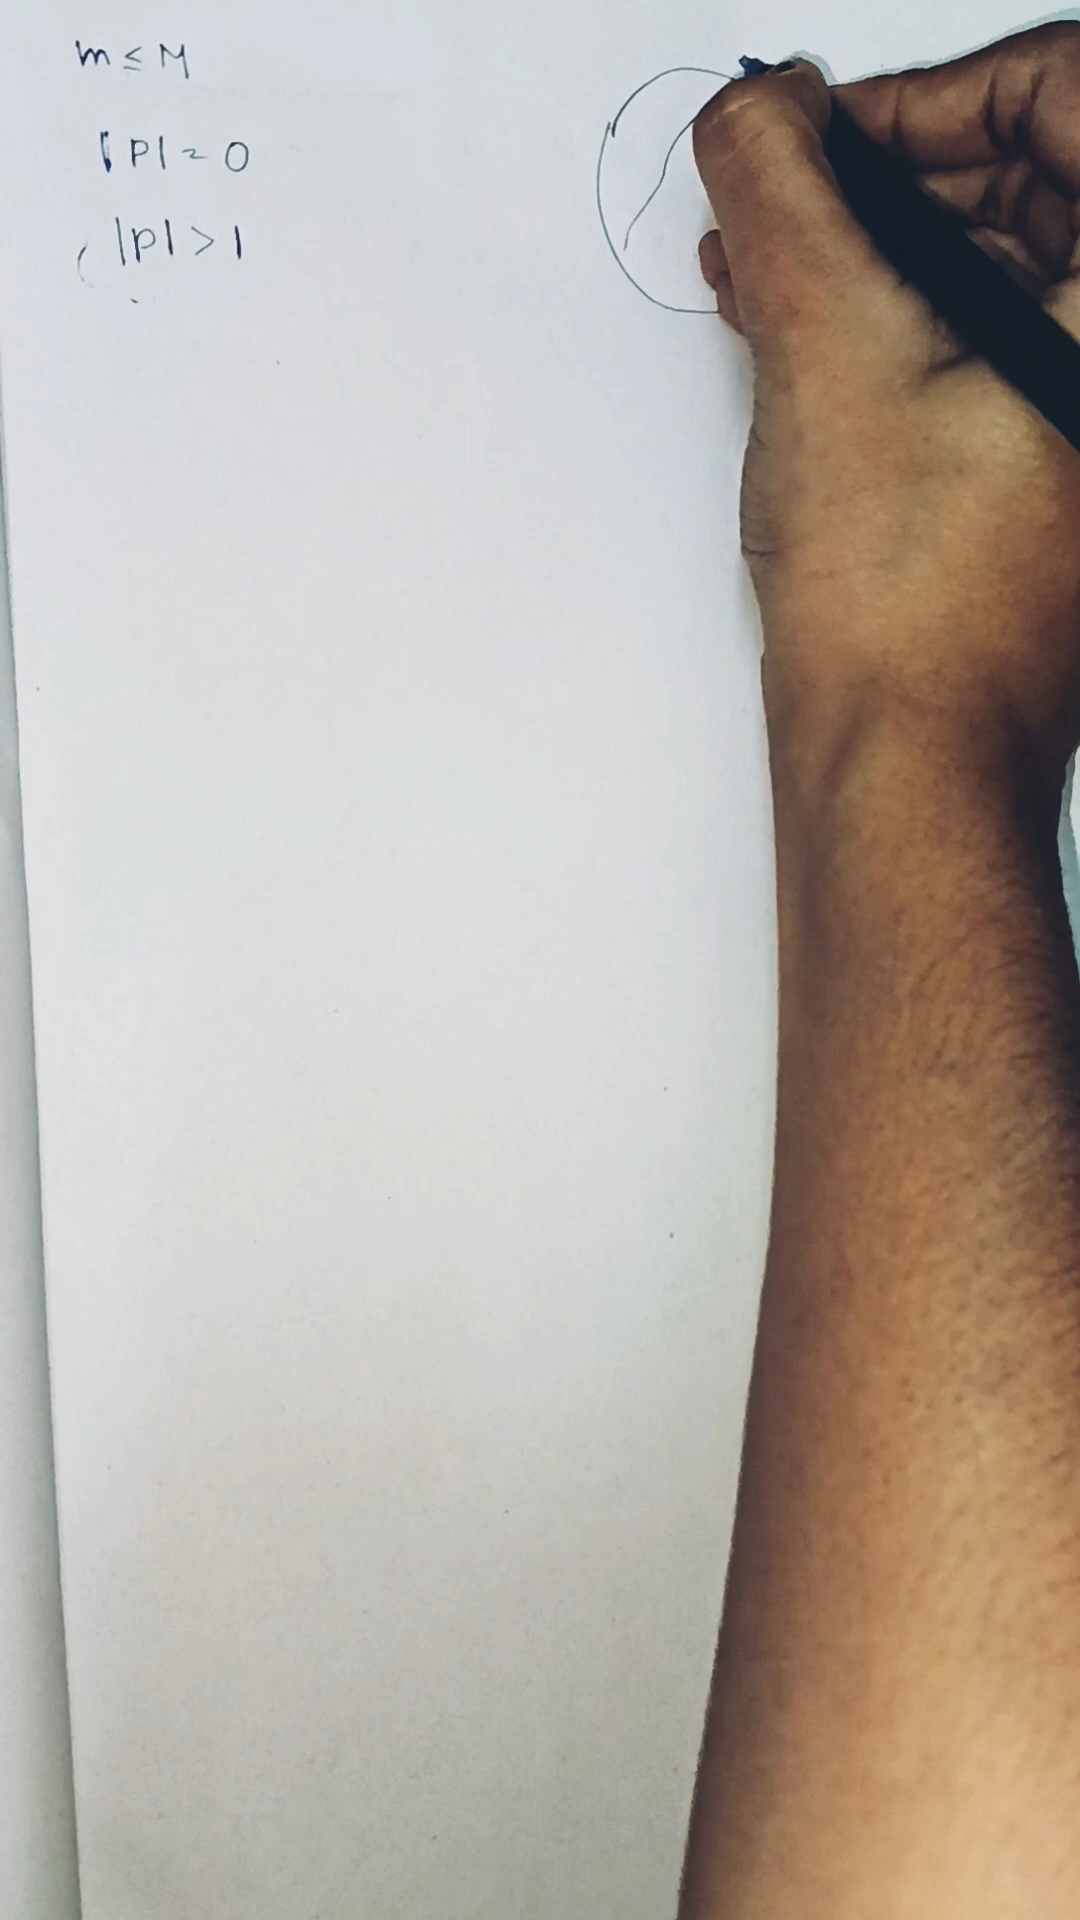 m ≤ M
|P| = 0
( |P| > 1